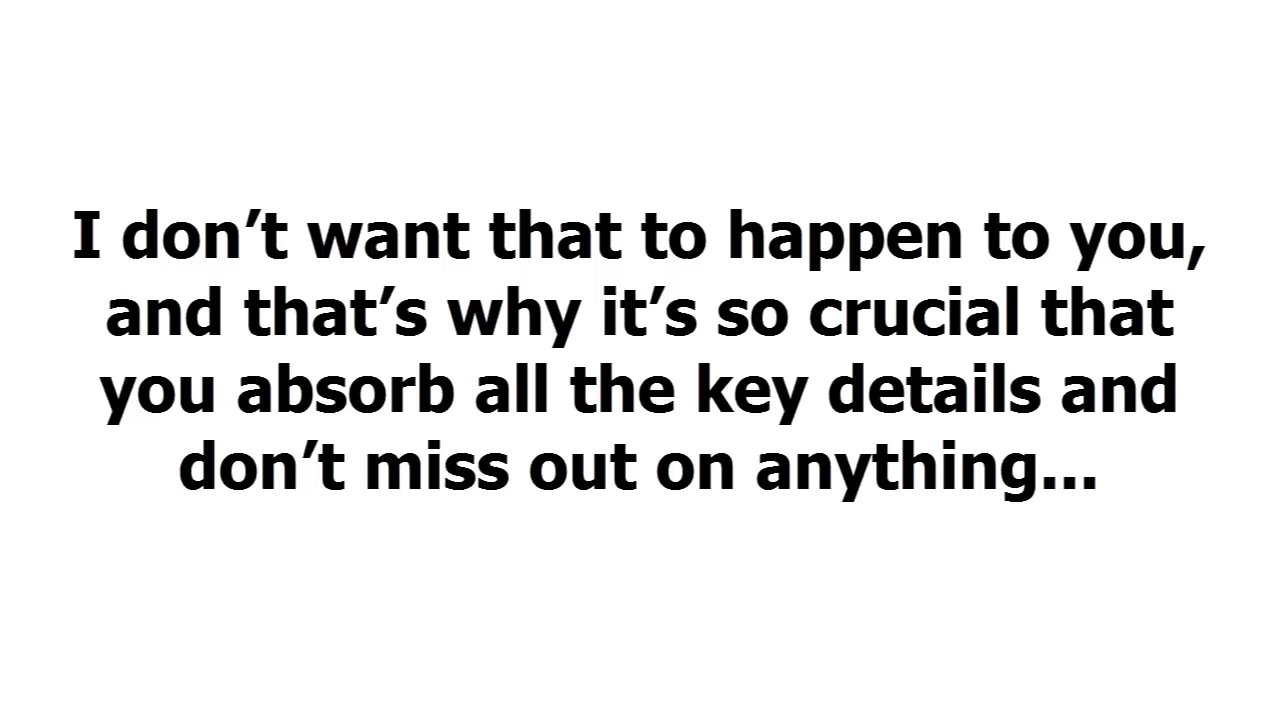 I don’t want that to happen to you,
and that’s why it’s so crucial that
you absorb all the key details and
don’t miss out on anything...